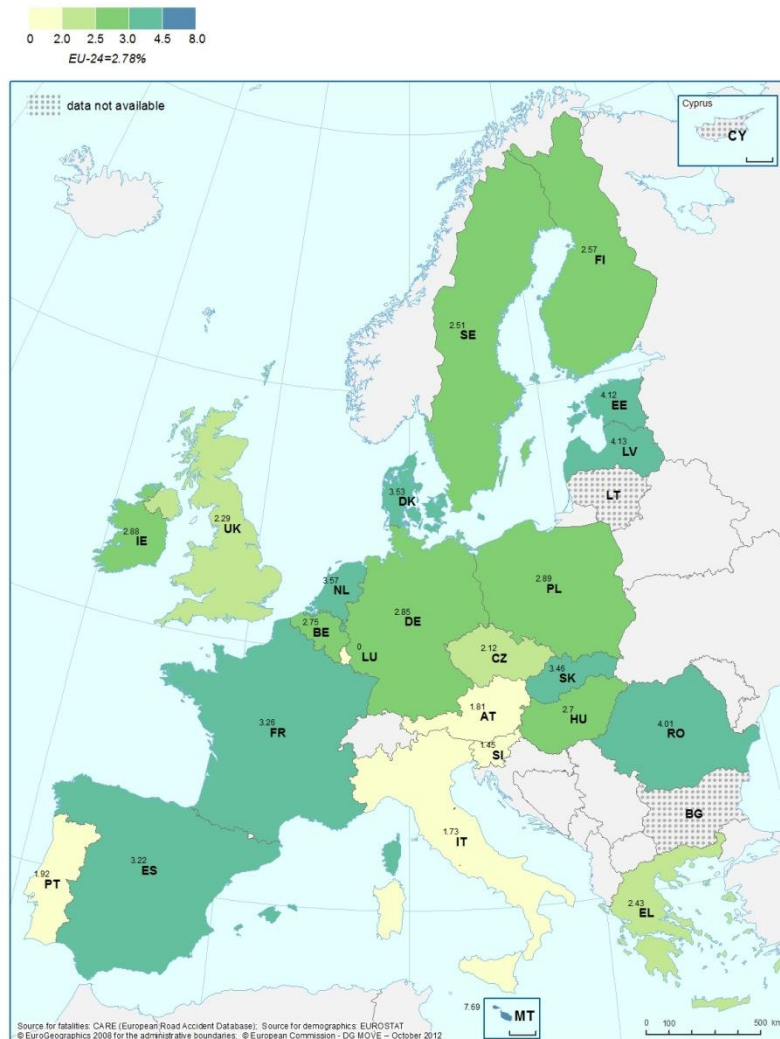 0 2.0 2.5 3.0 4.5 8.0
EU-24=2.78%
data not available
Cyprus
CY
2.57
FI
2.51
SE
4.12
EE
4.13
LV
LT
3.53
DK
2.88
IE
2.29
UK
3.57
NL
2.89
PL
2.85
DE
2.75
BE
0
LU
2.12
CZ
3.46
SK
1.81
AT
2.7
HU
3.26
FR
4.01
RO
1.45
SI
BG
1.73
IT
3.22
ES
1.92
PT
2.43
EL
7.69
MT
Source for fatalities: CARE (European Road Accident Database); Source for demographics: EUROSTAT
© EuroGeographics 2008 for the administrative boundaries; © European Commission - DG MOVE – October 2012
0 100 500 km